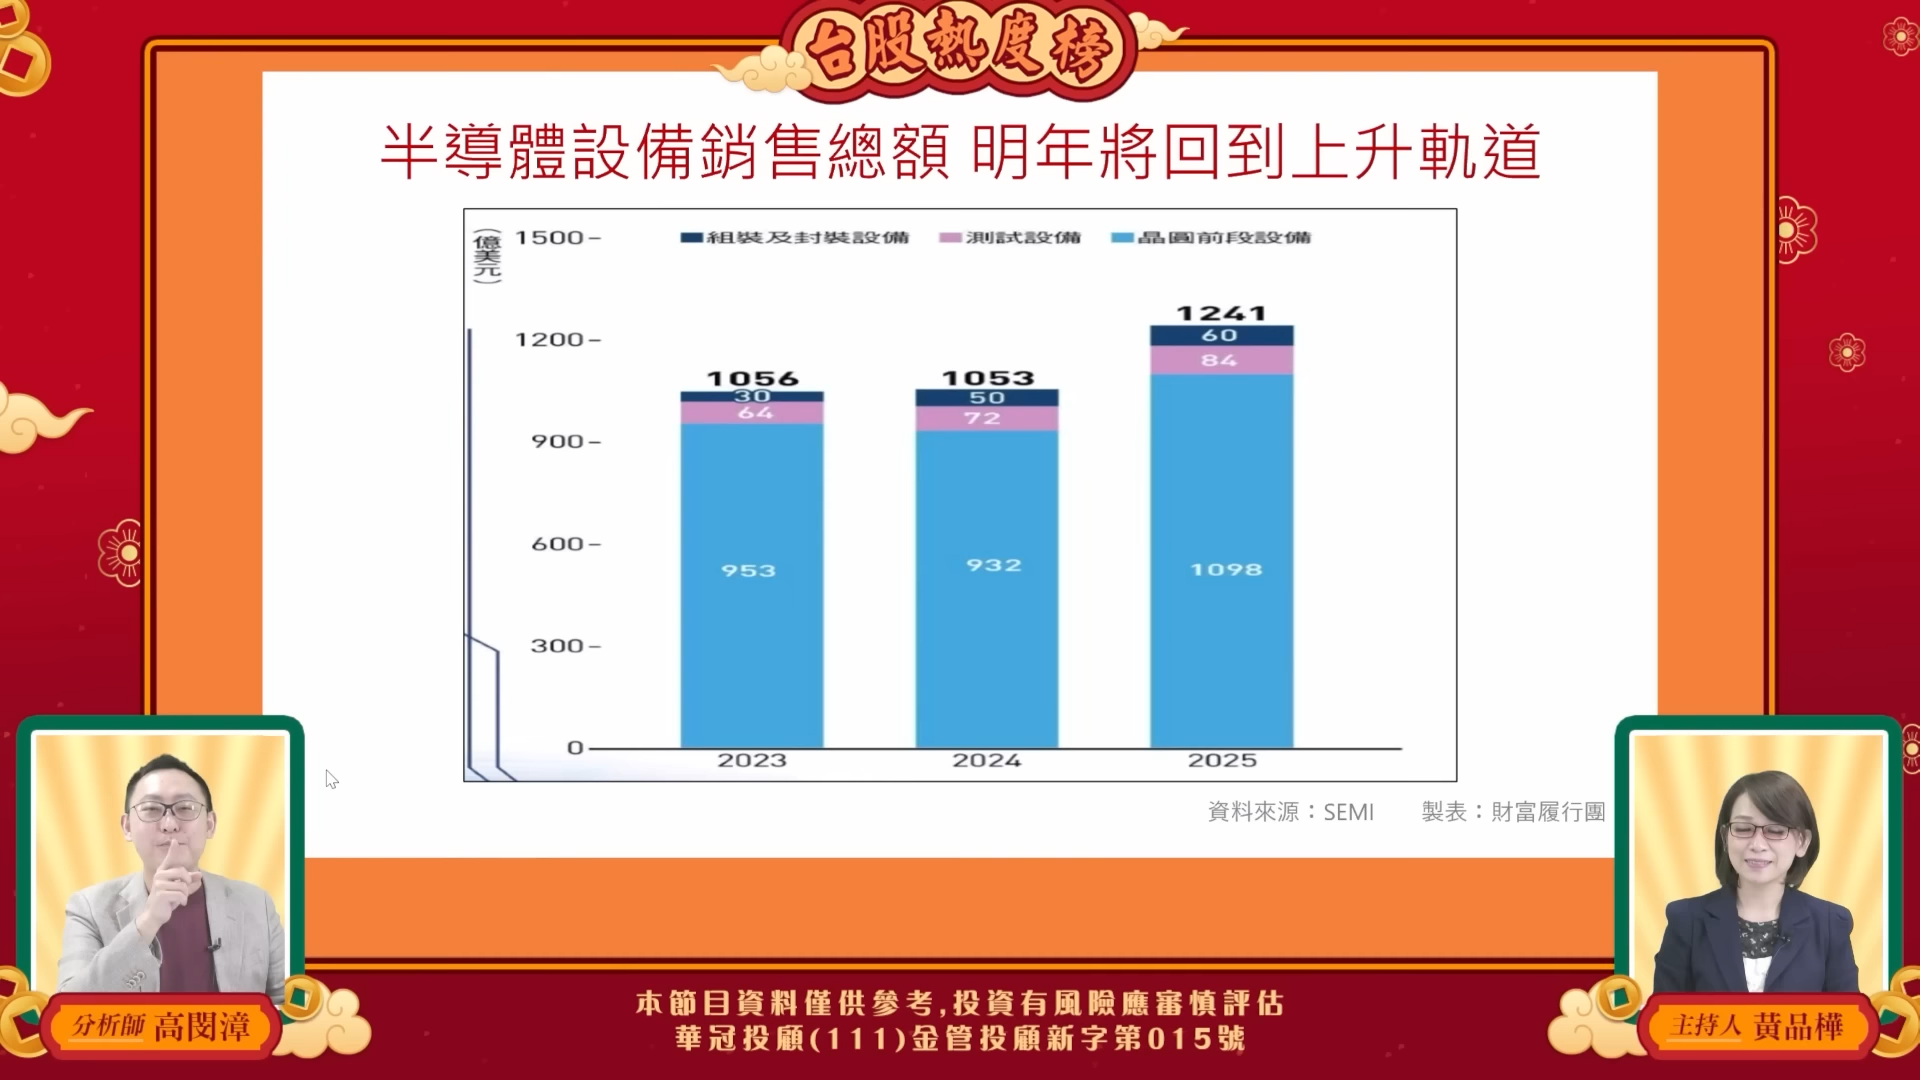 台股熱度榜
半導體設備銷售總額 明年將回到上升軌道
(億美元)
組裝及封裝設備 測試設備 晶圓前段設備
1500
1200
900
600
300
0
1056
30
64
953
2023
1053
50
72
932
2024
1241
60
84
1098
2025
資料來源：SEMI 製表：財富履行團
分析師 高閔漳
主持人 黃品樺
本節目資料僅供參考,投資有風險應審慎評估
華冠投顧(111)金管投顧新字第015號